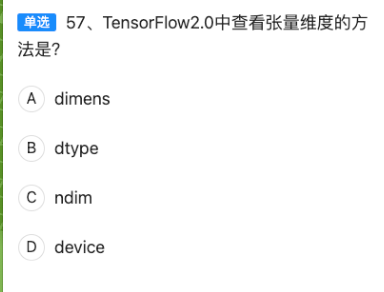 单选 57、TensorFlow2.0中查看张量维度的方
法是?
A dimens
B dtype
C ndim
D device